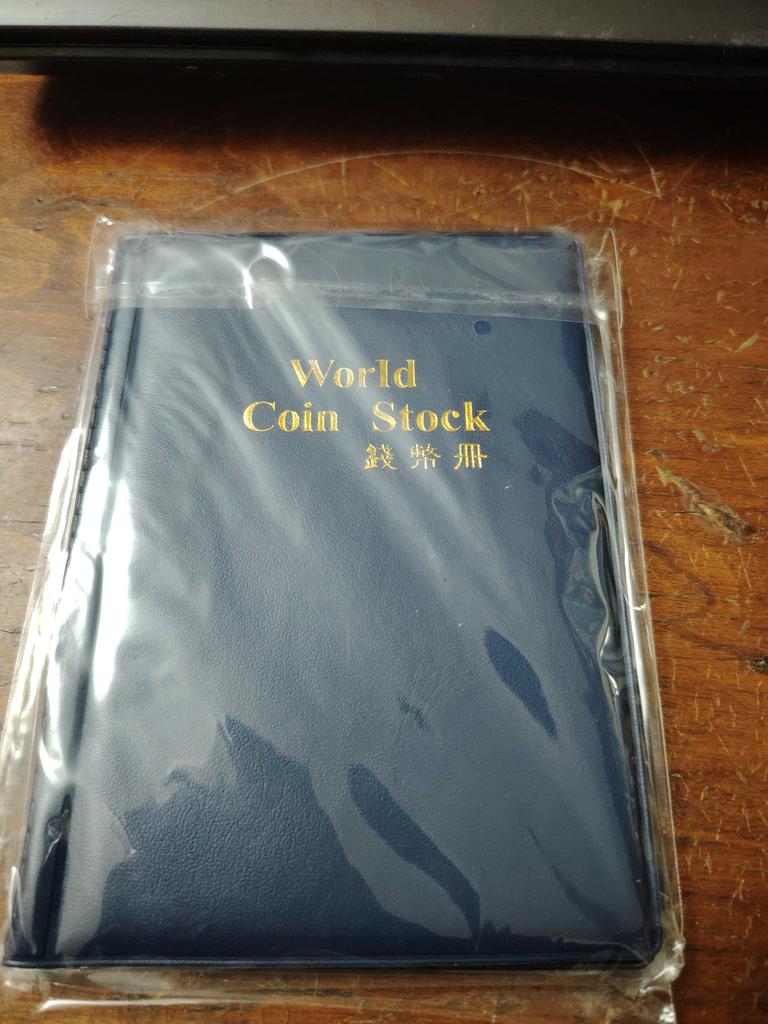 World
Coin Stock
錢幣冊